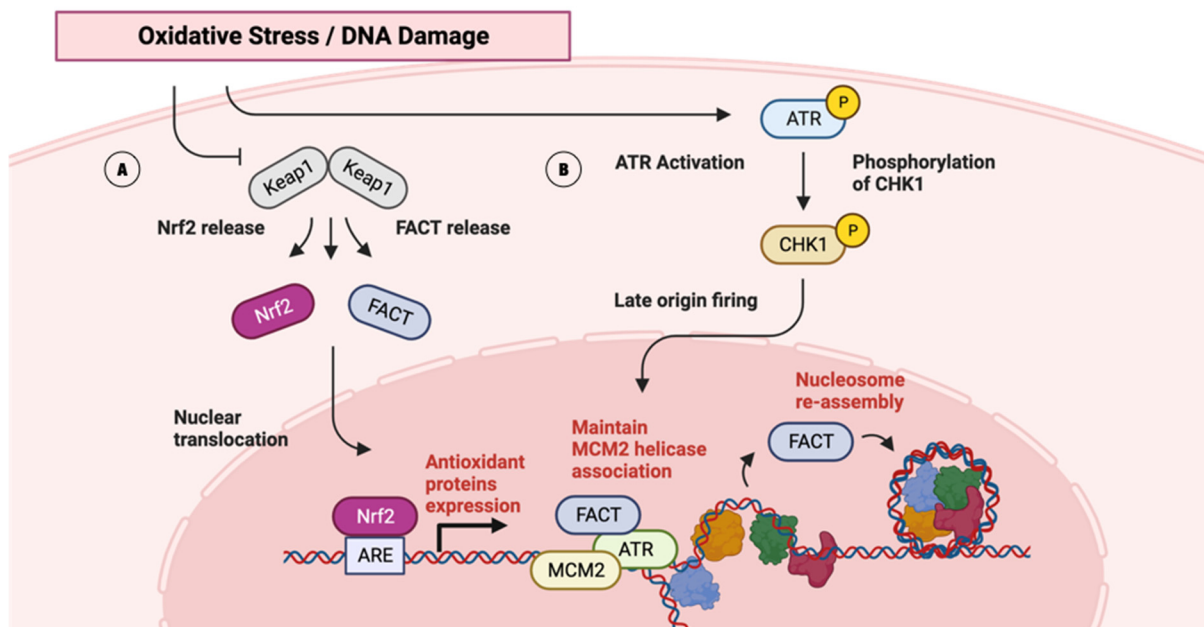 Oxidative Stress / DNA Damage
A
Keap1
Keap1
Nrf2 release
FACT release
Nrf2
FACT
Nuclear
translocation
B
ATR
P
ATR Activation
Phosphorylation
of CHK1
CHK1
P
Late origin firing
Nrf2
ARE
Antioxidant
proteins
expression
Maintain
MCM2 helicase
association
FACT
ATR
MCM2
Nucleosome
re-assembly
FACT